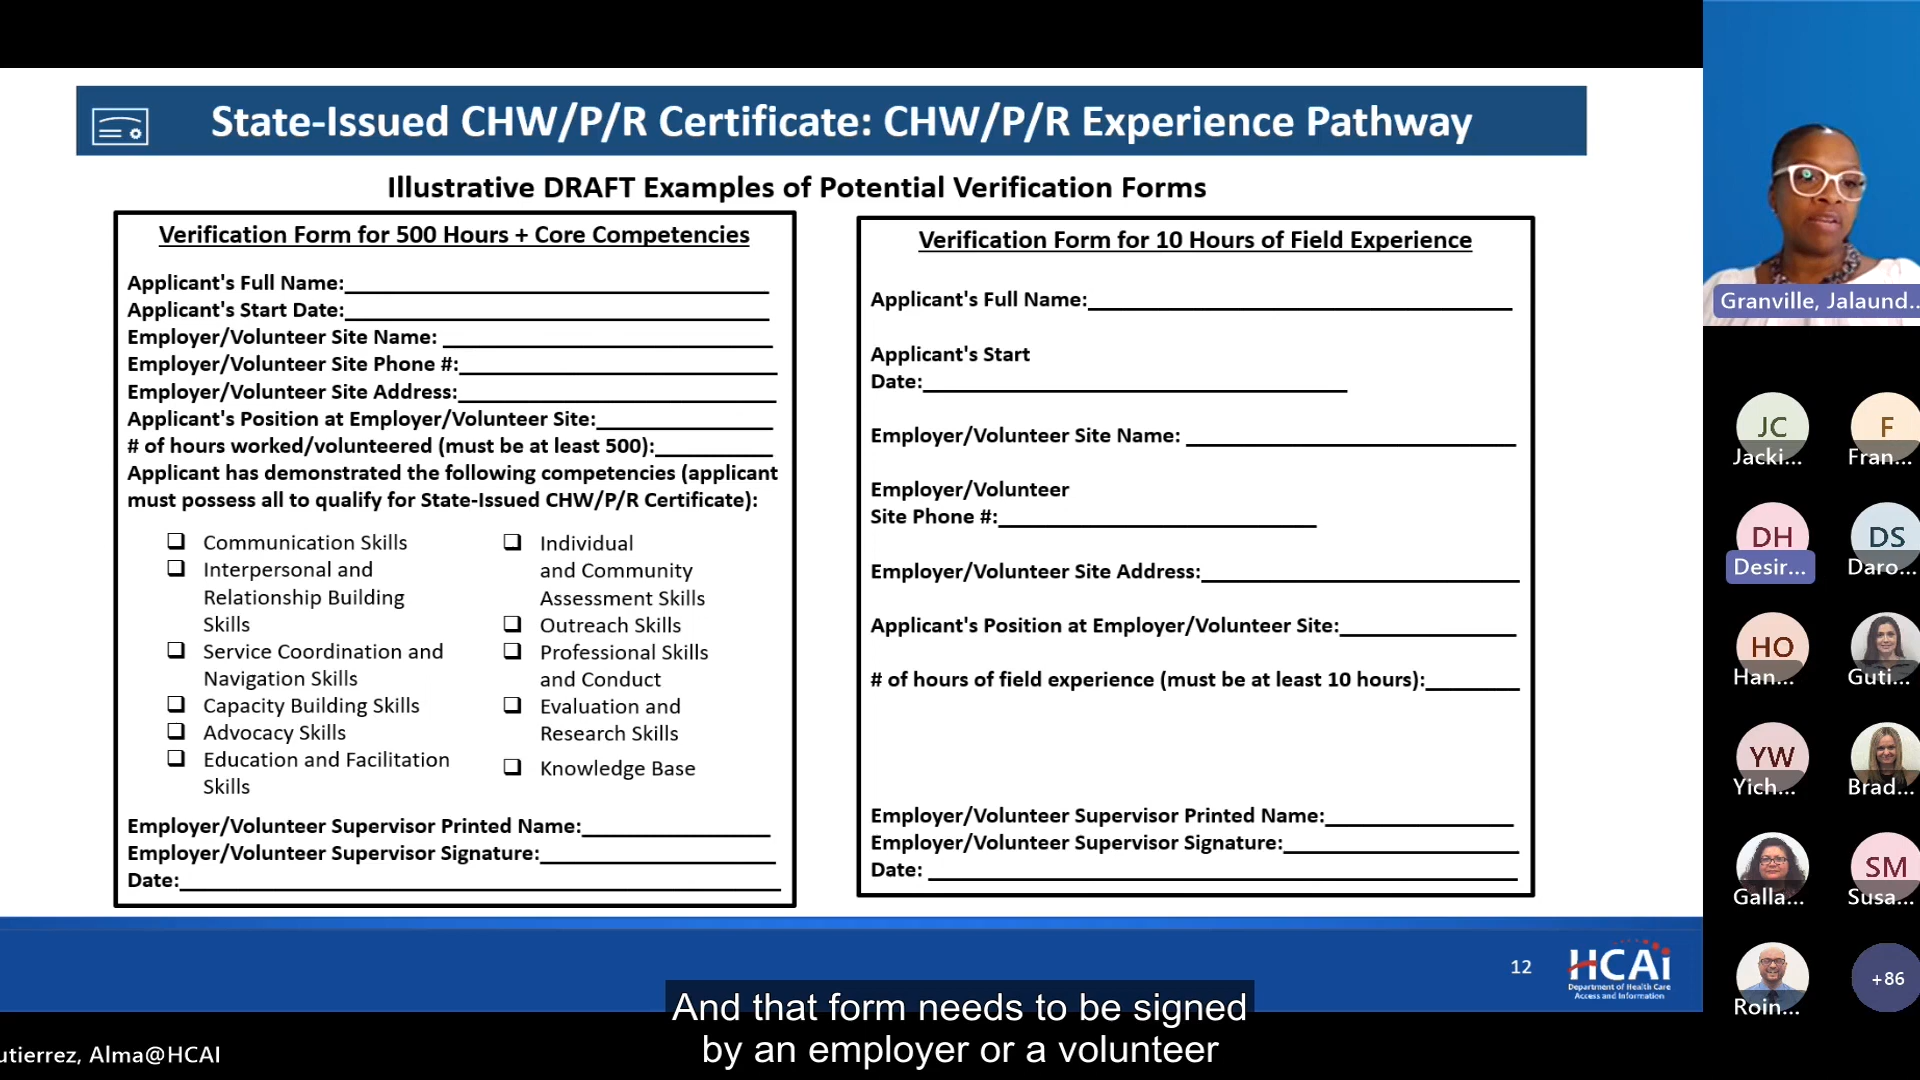 State-Issued CHW/P/R Certificate: CHW/P/R Experience Pathway
Illustrative DRAFT Examples of Potential Verification Forms
Verification Form for 500 Hours + Core Competencies
Applicant's Full Name:
Applicant's Start Date:
Employer/Volunteer Site Name:
Employer/Volunteer Site Phone #:
Employer/Volunteer Site Address:
Applicant's Position at Employer/Volunteer Site:
# of hours worked/volunteered (must be at least 500):
Applicant has demonstrated the following competencies (applicant
must possess all to qualify for State-Issued CHW/P/R Certificate):
Communication Skills
Interpersonal and
Relationship Building
Skills
Service Coordination and
Navigation Skills
Capacity Building Skills
Advocacy Skills
Education and Facilitation
Skills
Individual
and Community
Assessment Skills
Outreach Skills
Professional Skills
and Conduct
Evaluation and
Research Skills
Knowledge Base
Employer/Volunteer Supervisor Printed Name:
Employer/Volunteer Supervisor Signature:
Date:
Verification Form for 10 Hours of Field Experience
Applicant's Full Name:
Applicant's Start
Date:
Employer/Volunteer Site Name:
Employer/Volunteer
Site Phone #:
Employer/Volunteer Site Address:
Applicant's Position at Employer/Volunteer Site:
# of hours of field experience (must be at least 10 hours):
Employer/Volunteer Supervisor Printed Name:
Employer/Volunteer Supervisor Signature:
Date:
12
HCAi
Department of Health Care
Access and Information
And that form needs to be signed
by an employer or a volunteer
utierrez, Alma@HCAI
Granville, Jalaund...
JC
Jacki...
F
Fran...
DH
Desir...
DS
Daro...
HO
Han...
Guti...
YW
Yich...
Brad...
Galla...
SM
Susa...
Roin...
+86